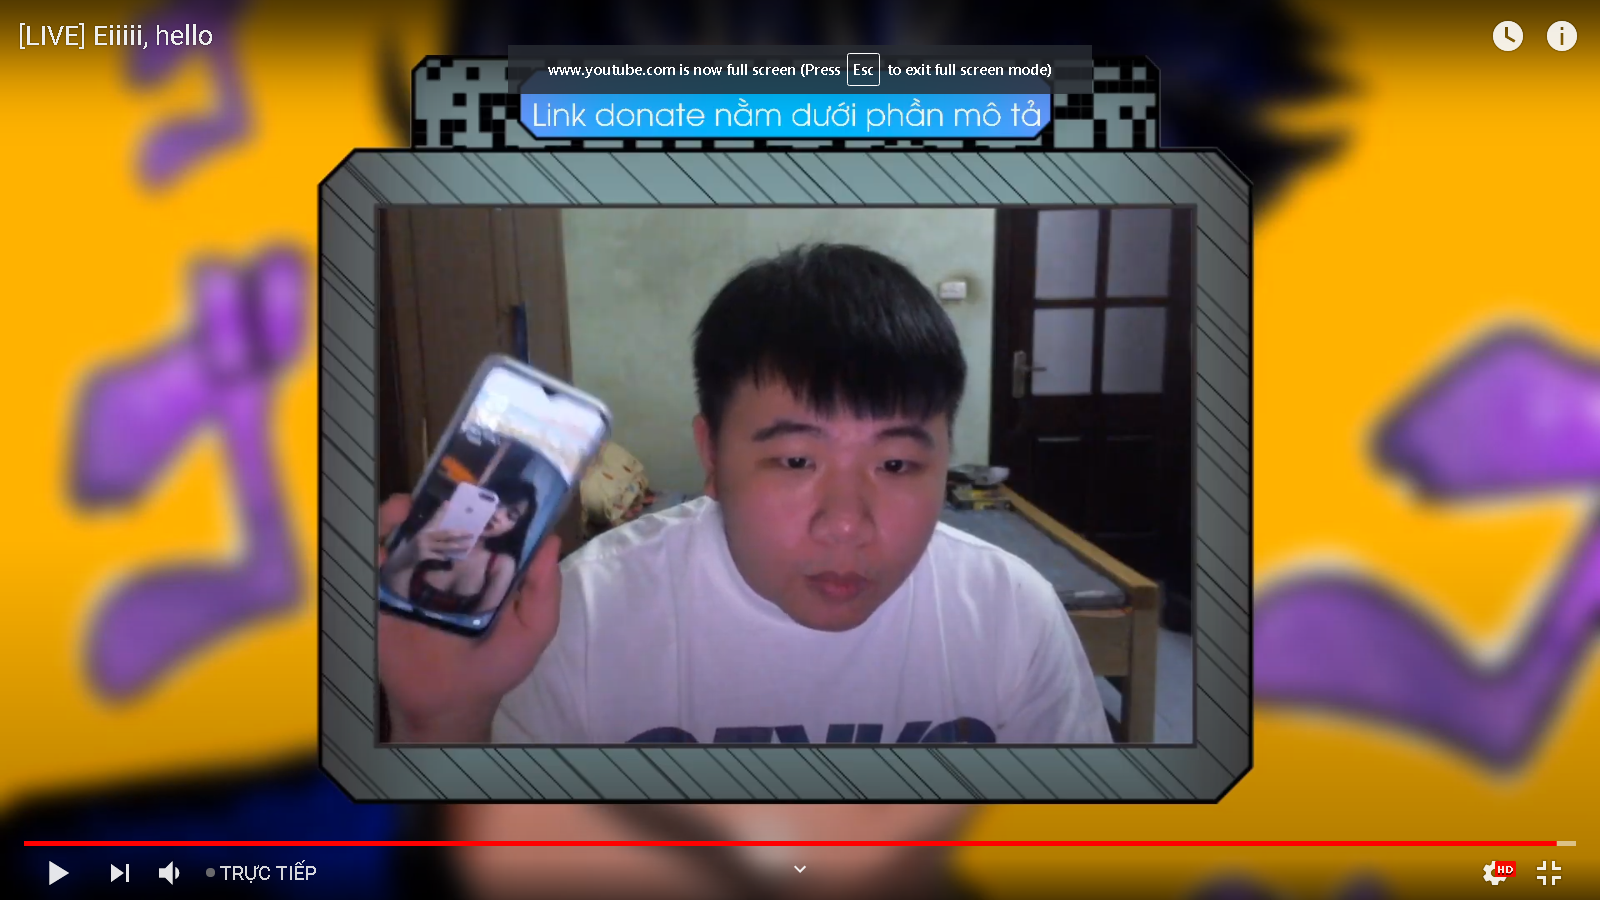 [LIVE] Eiiiii, hello
www.youtube.com is now full screen (Press Esc to exit full screen mode)
Link donate nằm dưới phần mô tả
TRỰC TIẾP
HD